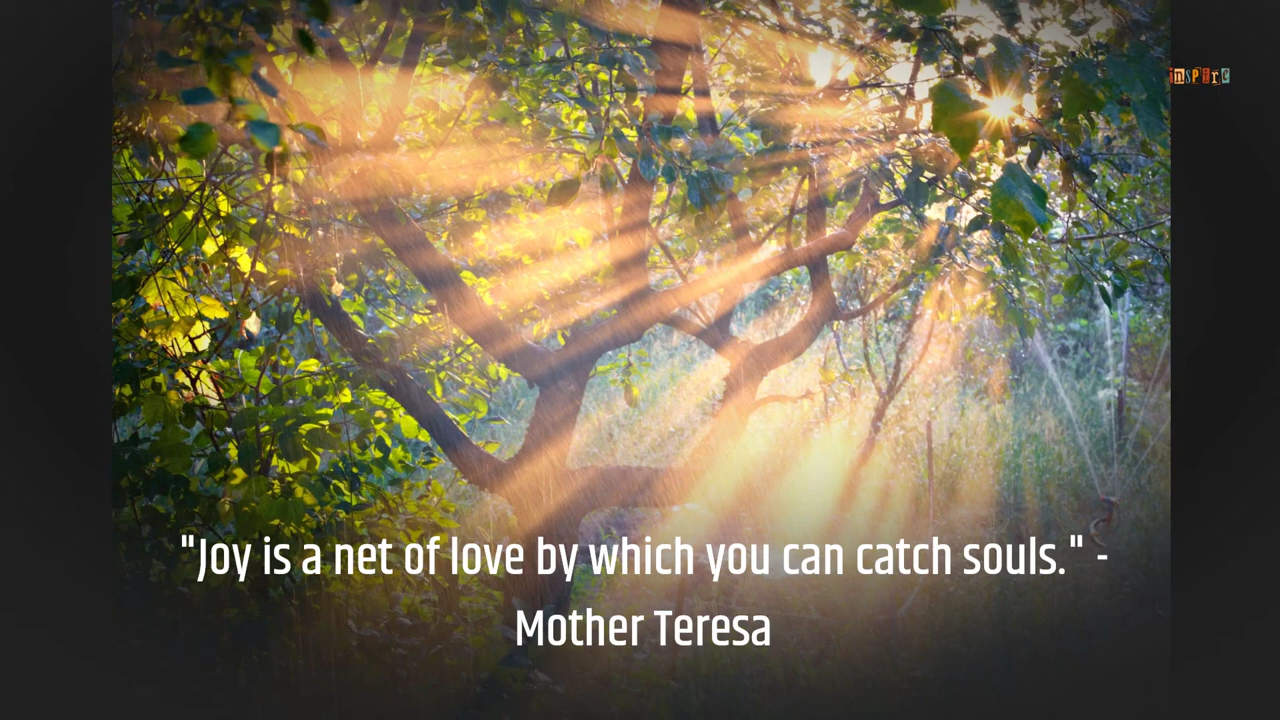 inspire
"Joy is a net of love by which you can catch souls." -
Mother Teresa